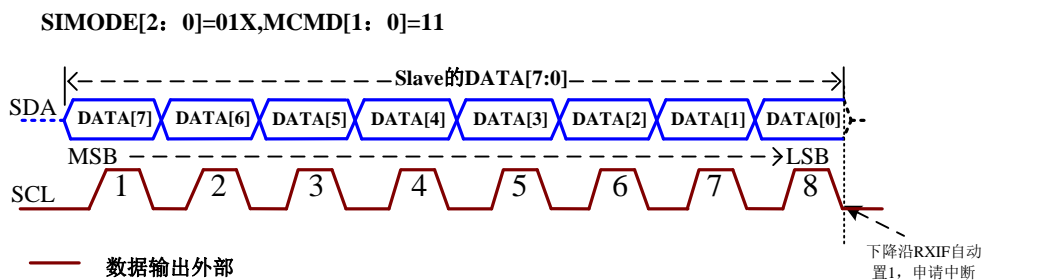 SIMODE[2：0]=01X,MCMD[1：0]=11
Slave的DATA[7:0]
SDA
DATA[7] DATA[6] DATA[5] DATA[4] DATA[3] DATA[2] DATA[1] DATA[0]
MSB LSB
SCL
1 2 3 4 5 6 7 8
下降沿RXIF自动
置1，申请中断
数据输出外部